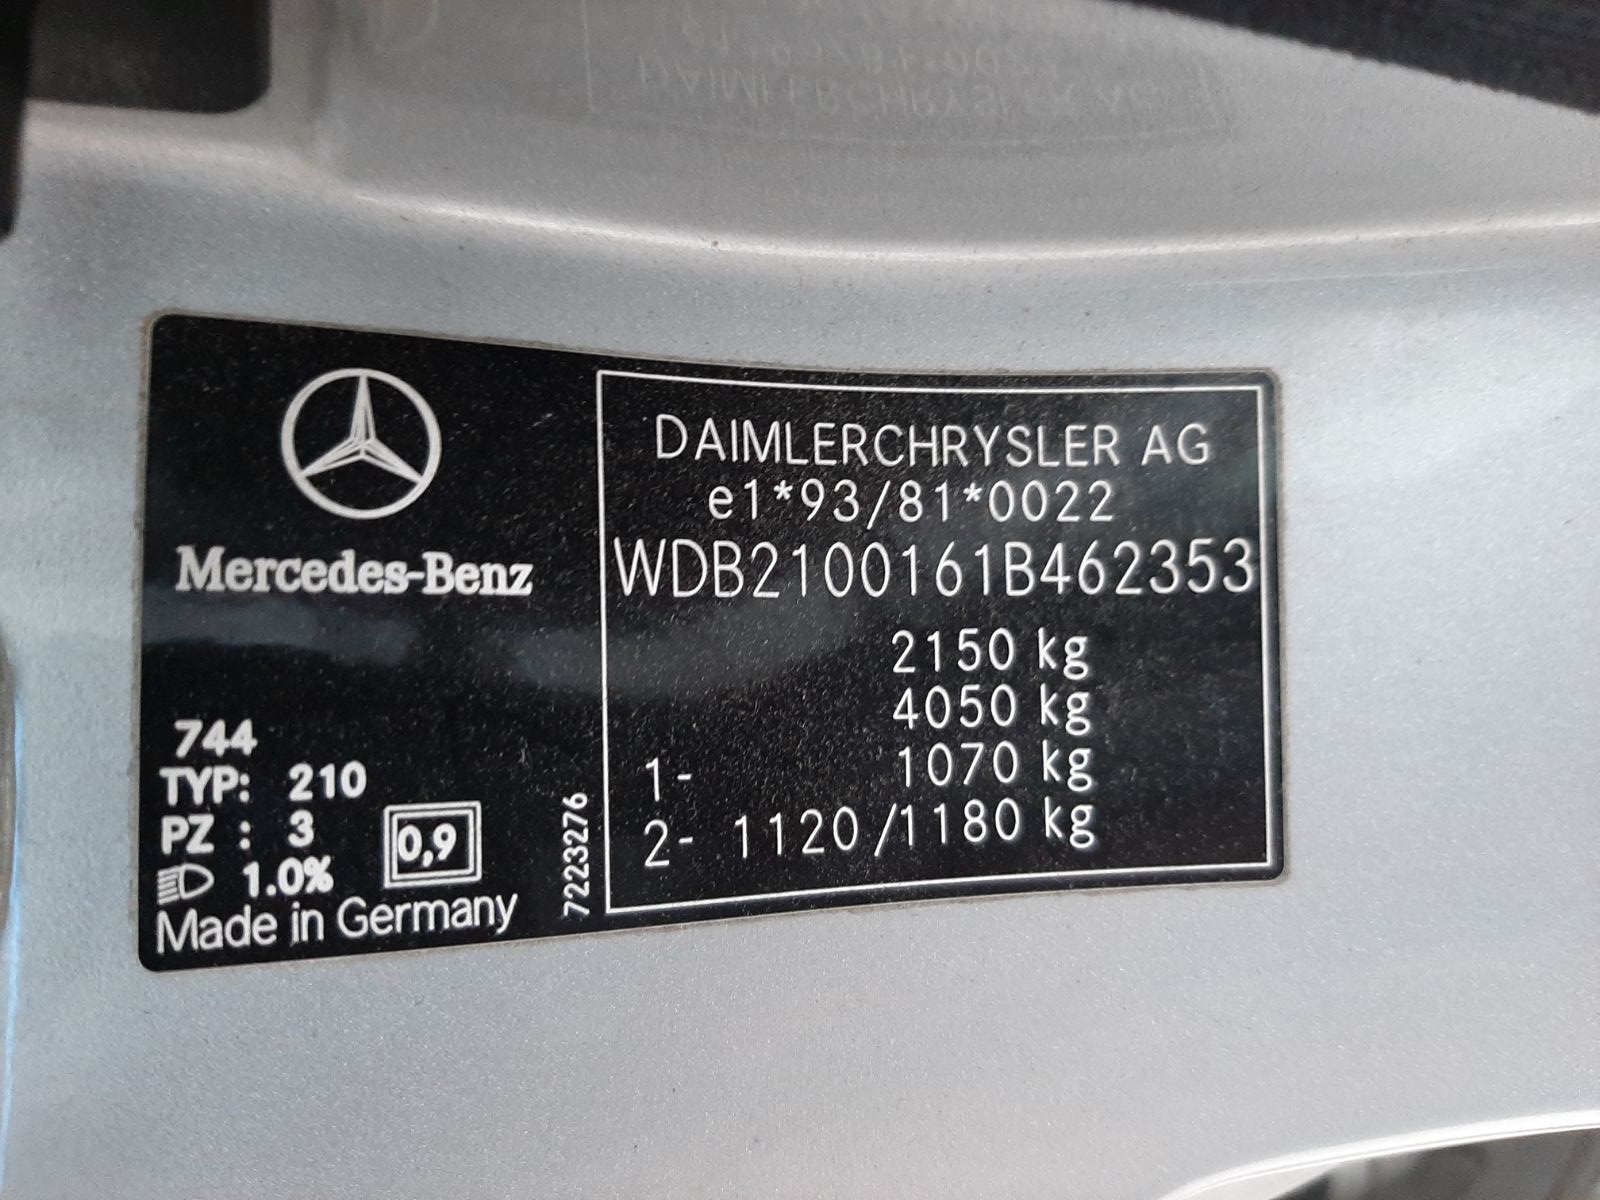 Mercedes-Benz
744
TYP: 210
PZ : 3
1.0%
0,9
Made in Germany
7223276
DAIMLERCHRYSLER AG
e1*93/81*0022
WDB2100161B462353
2150 kg
4050 kg
1- 1070 kg
2- 1120/1180 kg